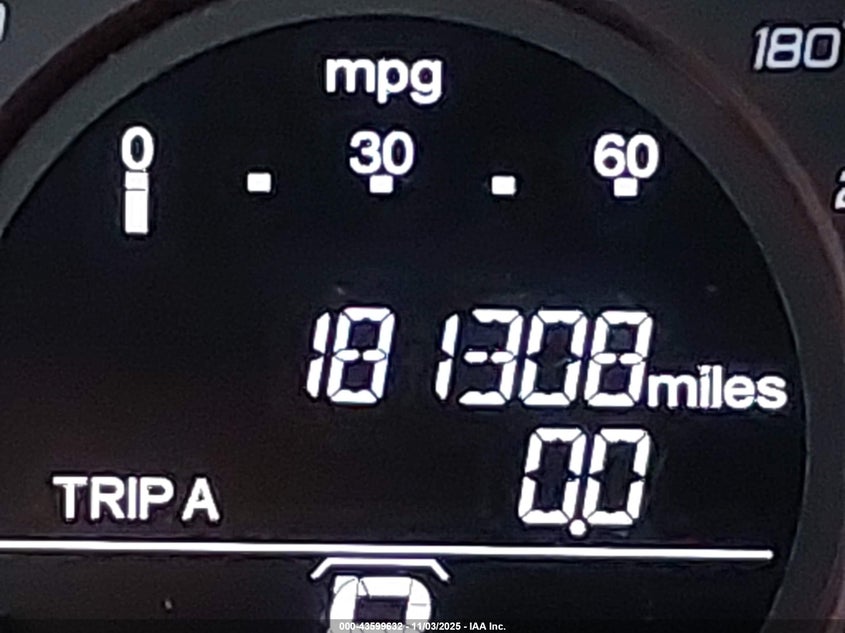 mpg
0 30 60
180
181308 miles
TRIP A 0.0
000-43599632 - 11/03/2025 - IAA Inc.